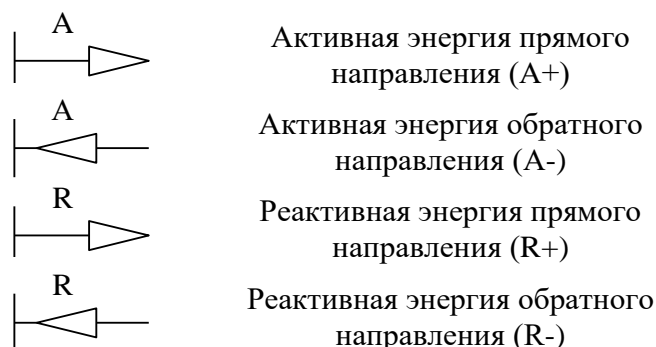 A
Активная энергия прямого
направления (А+)
A
Активная энергия обратного
направления (А-)
R
Реактивная энергия прямого
направления (R+)
R
Реактивная энергия обратного
направления (R-)